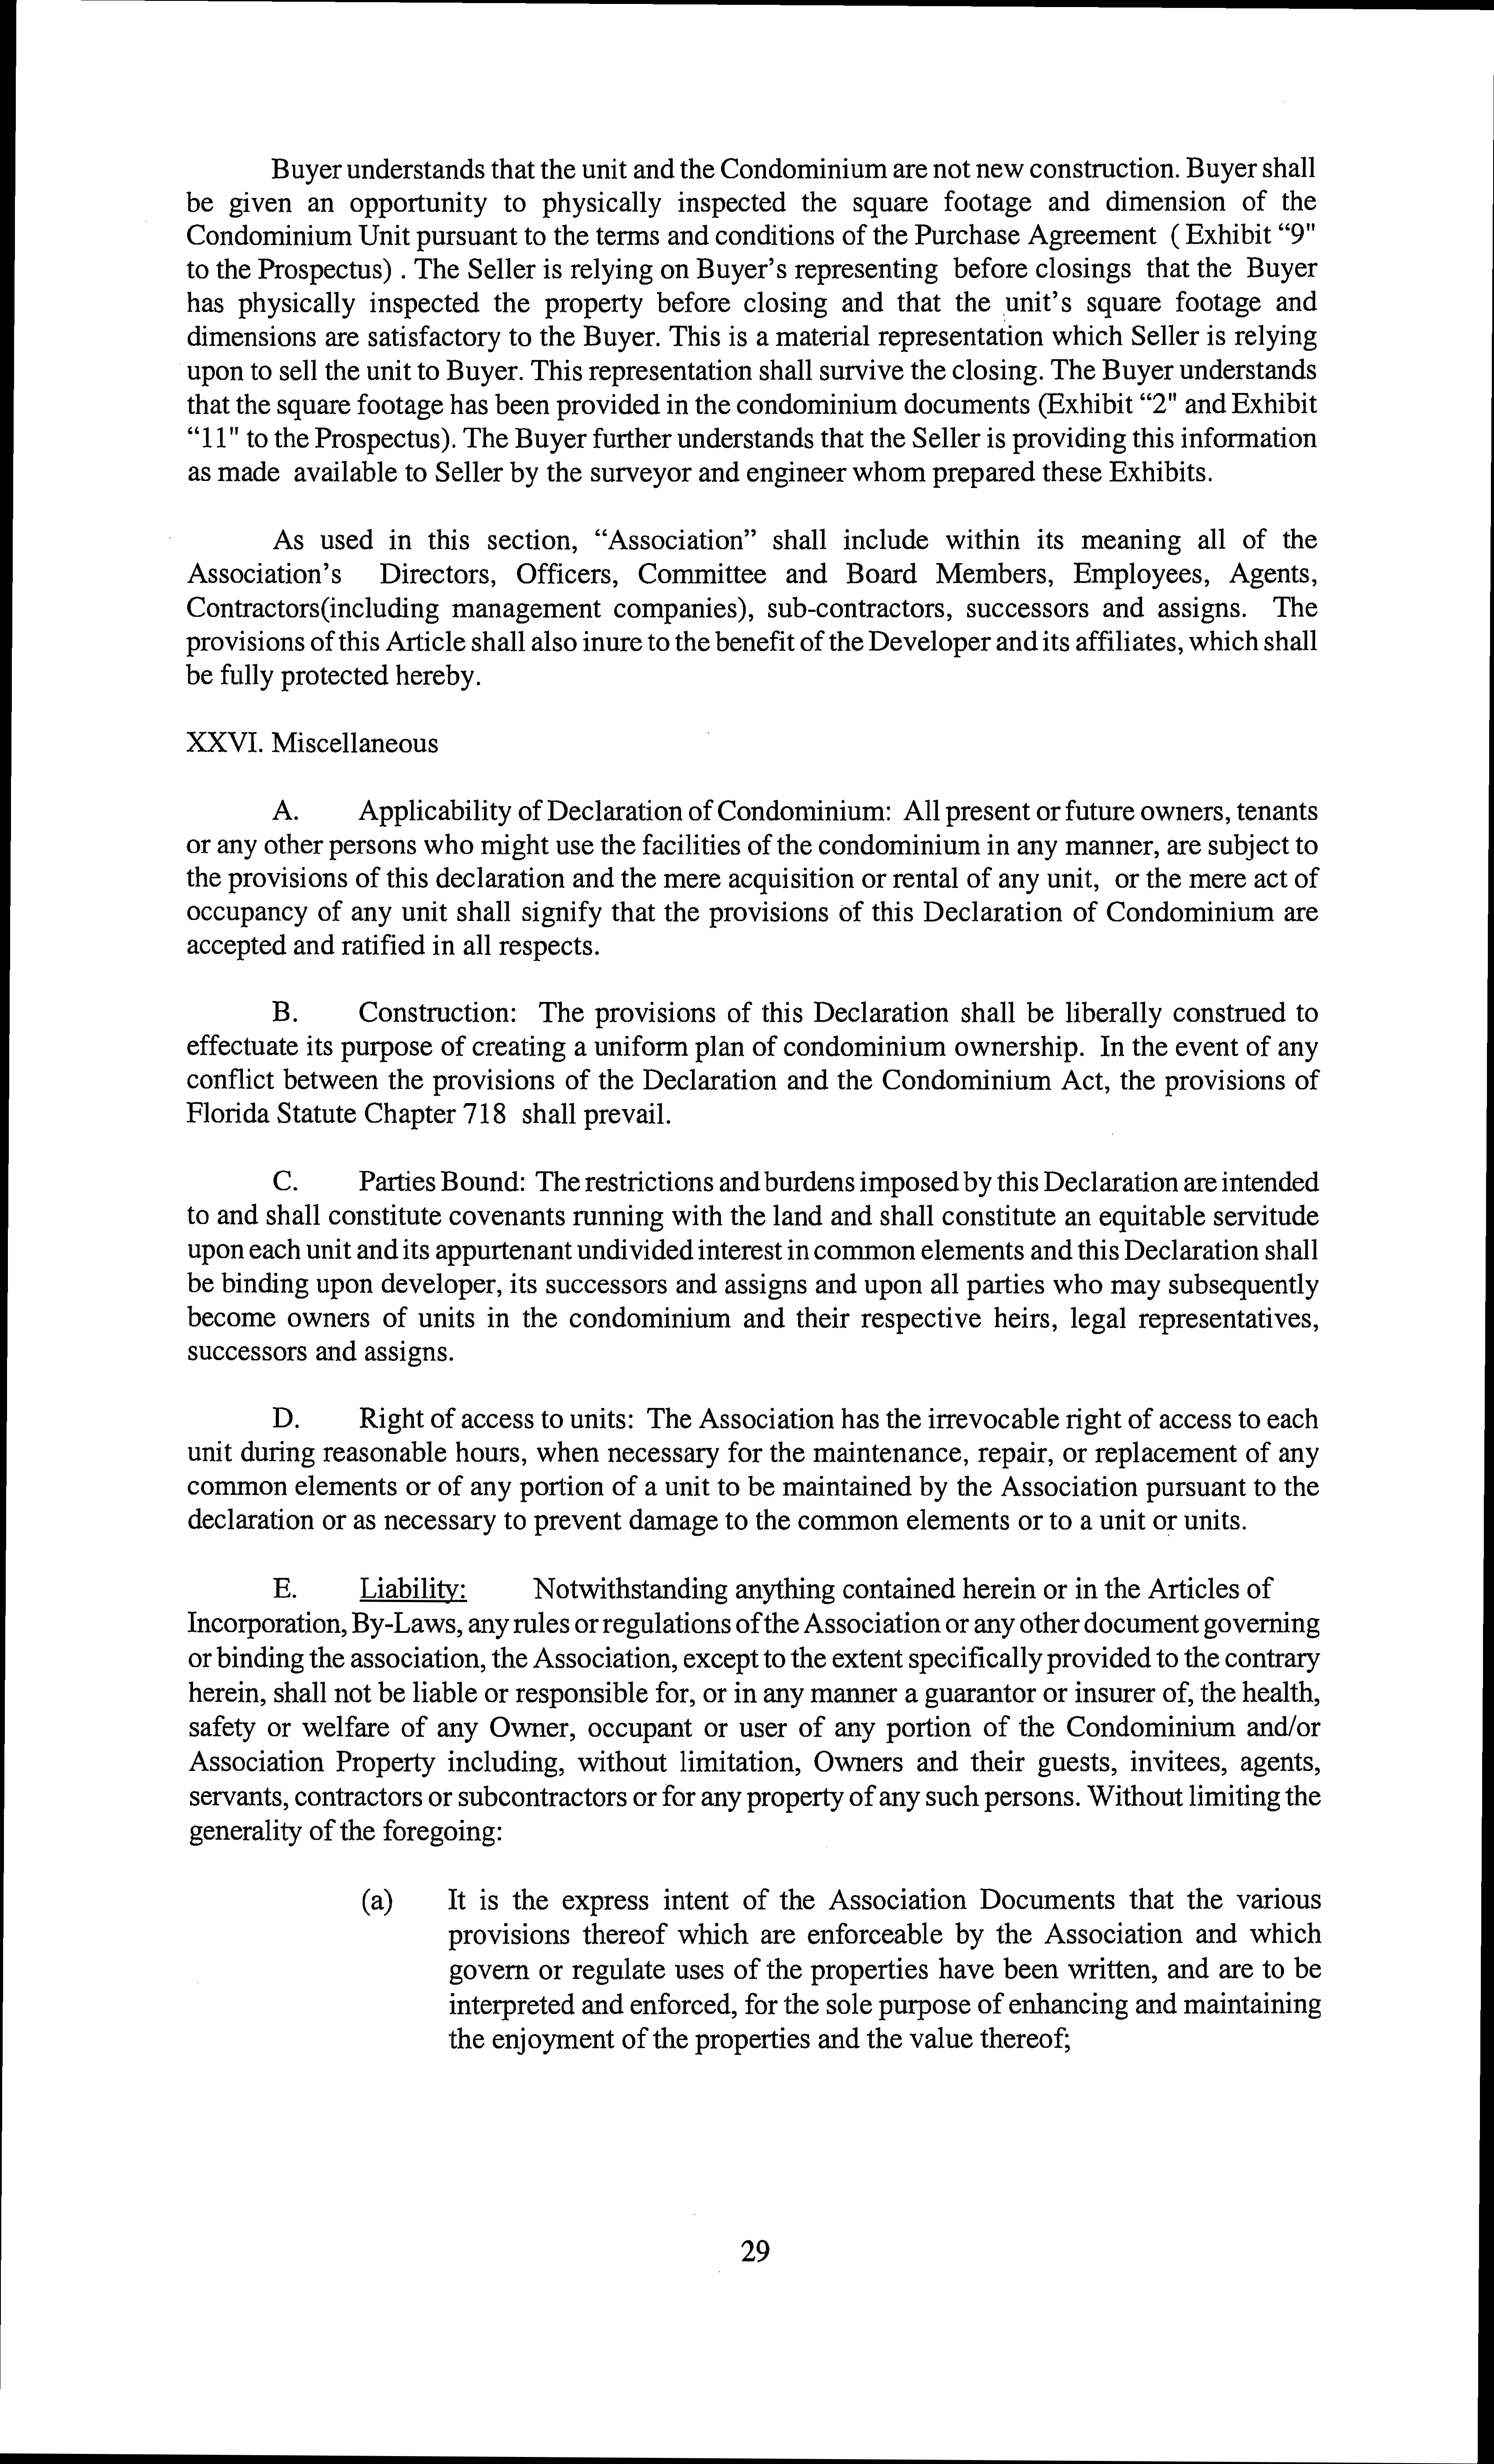 Buyer understands that the unit and the Condominium are not new construction. Buyer shall
be given an opportunity to physically inspected the square footage and dimension of the
Condominium Unit pursuant to the terms and conditions of the Purchase Agreement ( Exhibit “9"
to the Prospectus) . The Seller is relying on Buyer’s representing before closings that the Buyer
has physically inspected the property before closing and that the unit’s square footage and
dimensions are satisfactory to the Buyer. This is a material representation which Seller is relying
upon to sell the unit to Buyer. This representation shall survive the closing. The Buyer understands
that the square footage has been provided in the condominium documents (Exhibit “2" and Exhibit
“11" to the Prospectus). The Buyer further understands that the Seller is providing this information
as made available to Seller by the surveyor and engineer whom prepared these Exhibits.
As used in this section, “Association” shall include within its meaning all of the
Association’s Directors, Officers, Committee and Board Members, Employees, Agents,
Contractors(including management companies), sub-contractors, successors and assigns. The
provisions of this Article shall also inure to the benefit of the Developer and its affiliates, which shall
be fully protected hereby.
XXVI. Miscellaneous
A. Applicability of Declaration of Condominium: All present or future owners, tenants
or any other persons who might use the facilities of the condominium in any manner, are subject to
the provisions of this declaration and the mere acquisition or rental of any unit, or the mere act of
occupancy of any unit shall signify that the provisions of this Declaration of Condominium are
accepted and ratified in all respects.
B. Construction: The provisions of this Declaration shall be liberally construed to
effectuate its purpose of creating a uniform plan of condominium ownership. In the event of any
conflict between the provisions of the Declaration and the Condominium Act, the provisions of
Florida Statute Chapter 718 shall prevail.
C. Parties Bound: The restrictions and burdens imposed by this Declaration are intended
to and shall constitute covenants running with the land and shall constitute an equitable servitude
upon each unit and its appurtenant undivided interest in common elements and this Declaration shall
be binding upon developer, its successors and assigns and upon all parties who may subsequently
become owners of units in the condominium and their respective heirs, legal representatives,
successors and assigns.
D. Right of access to units: The Association has the irrevocable right of access to each
unit during reasonable hours, when necessary for the maintenance, repair, or replacement of any
common elements or of any portion of a unit to be maintained by the Association pursuant to the
declaration or as necessary to prevent damage to the common elements or to a unit or units.
E. Liability: Notwithstanding anything contained herein or in the Articles of
Incorporation, By-Laws, any rules or regulations of the Association or any other document governing
or binding the association, the Association, except to the extent specifically provided to the contrary
herein, shall not be liable or responsible for, or in any manner a guarantor or insurer of, the health,
safety or welfare of any Owner, occupant or user of any portion of the Condominium and/or
Association Property including, without limitation, Owners and their guests, invitees, agents,
servants, contractors or subcontractors or for any property of any such persons. Without limiting the
generality of the foregoing:
(a) It is the express intent of the Association Documents that the various
provisions thereof which are enforceable by the Association and which
govern or regulate uses of the properties have been written, and are to be
interpreted and enforced, for the sole purpose of enhancing and maintaining
the enjoyment of the properties and the value thereof;
29